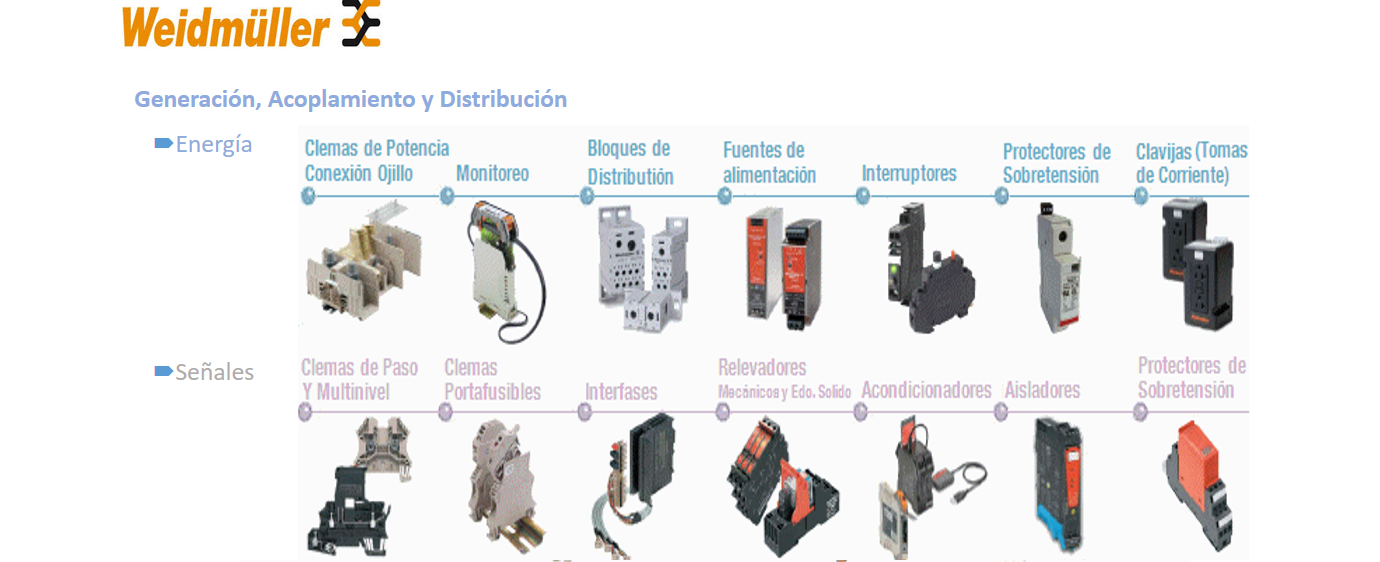 Weidmüller
Generación, Acoplamiento y Distribución
Energía
Clemas de Potencia
Conexión Ojillo
Monitoreo
Bloques de
Distributión
Fuentes de
alimentación
Interruptores
Protectores de
Sobretensión
Clavijas (Tomas
de Corriente)
Señales
Clemas de Paso
Y Multinivel
Clemas
Portafusibles
Interfases
Relevadores
Mecánicos y Edo. Solido
Acondicionadores
Aisladores
Protectores de
Sobretensión